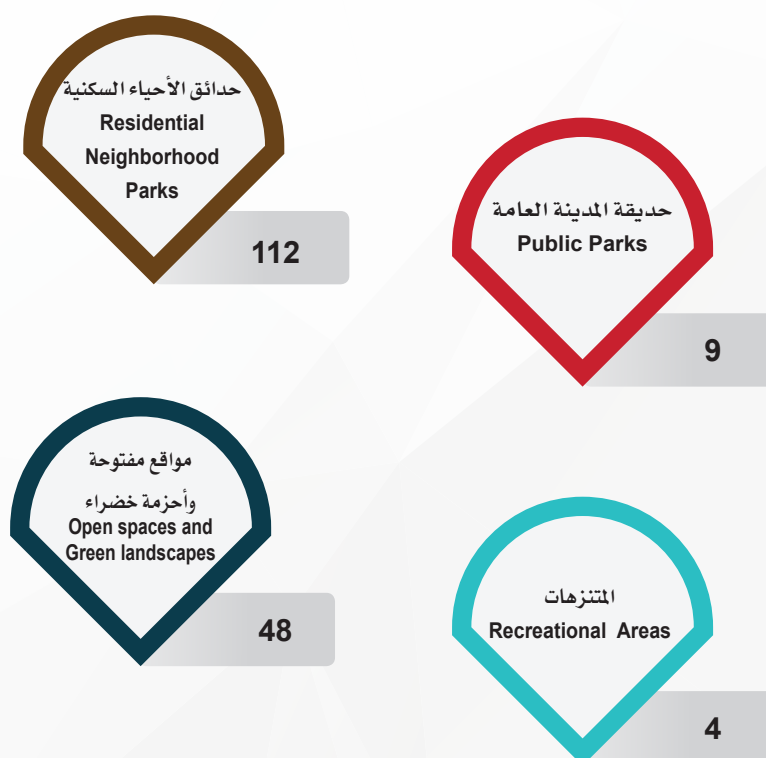 حدائق الأحياء السكنية
Residential
Neighborhood
Parks
112
حديقة المدينة العامة
Public Parks
9
مواقع مفتوحة
وأحزمة خضراء
Open spaces and
Green landscapes
48
المتنزهات
Recreational Areas
4